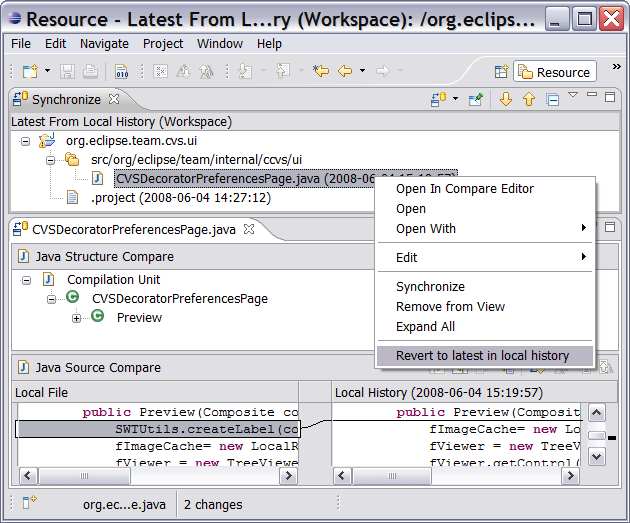 Resource - Latest From L...ry (Workspace): /org.eclips...
File Edit Navigate Project Window Help
010
Resource
Synchronize
Latest From Local History (Workspace)
org.eclipse.team.cvs.ui
src/org/eclipse/team/internal/ccvs/ui
CVSDecoratorPreferencesPage.java (2008-06-04 15:19:57)
.project (2008-06-04 14:27:12)
Open In Compare Editor
Open
Open With
Edit
Synchronize
Remove from View
Expand All
Revert to latest in local history
CVSDecoratorPreferencesPage.java
Java Structure Compare
Compilation Unit
CVSDecoratorPreferencesPage
Preview
Java Source Compare
Local File Local History (2008-06-04 15:19:57)
public Preview(Composite co public Preview(Composit
SWTUtils.createLabel(co fImageCache= new Lo
fImageCache= new LocalR fViewer = new TreeV
fViewer = new TreeViewe fViewer.getControl(
org.ec...e.java 2 changes